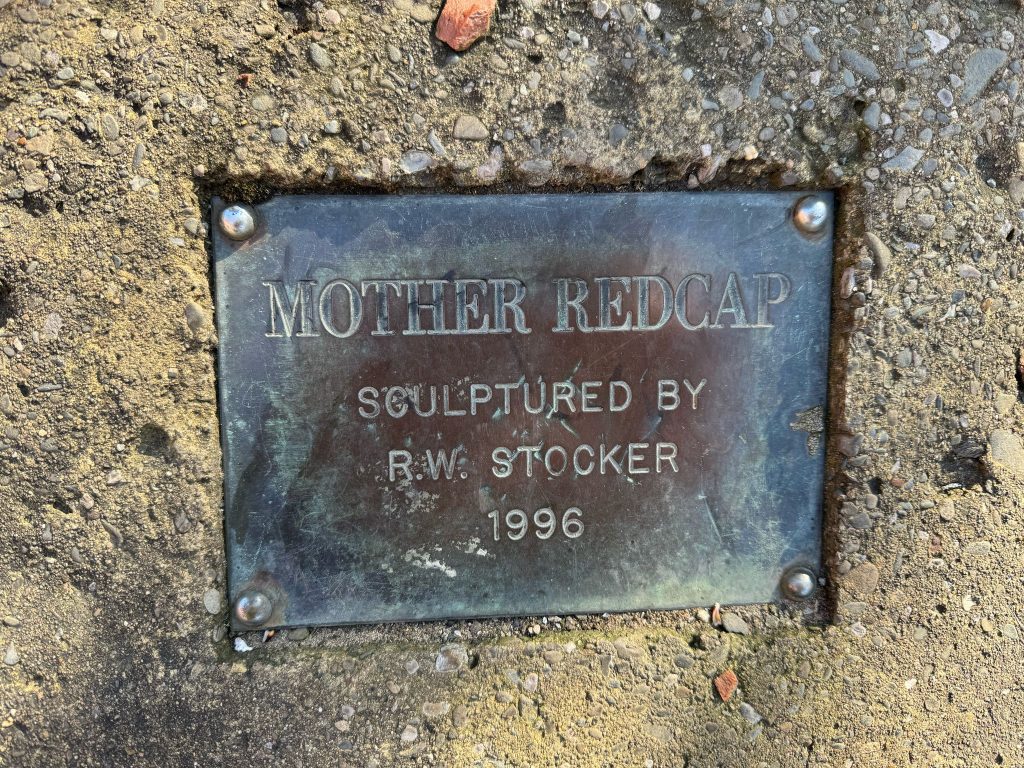 MOTHER REDCAP
SCULPTURED BY
R.W. STOCKER
1996